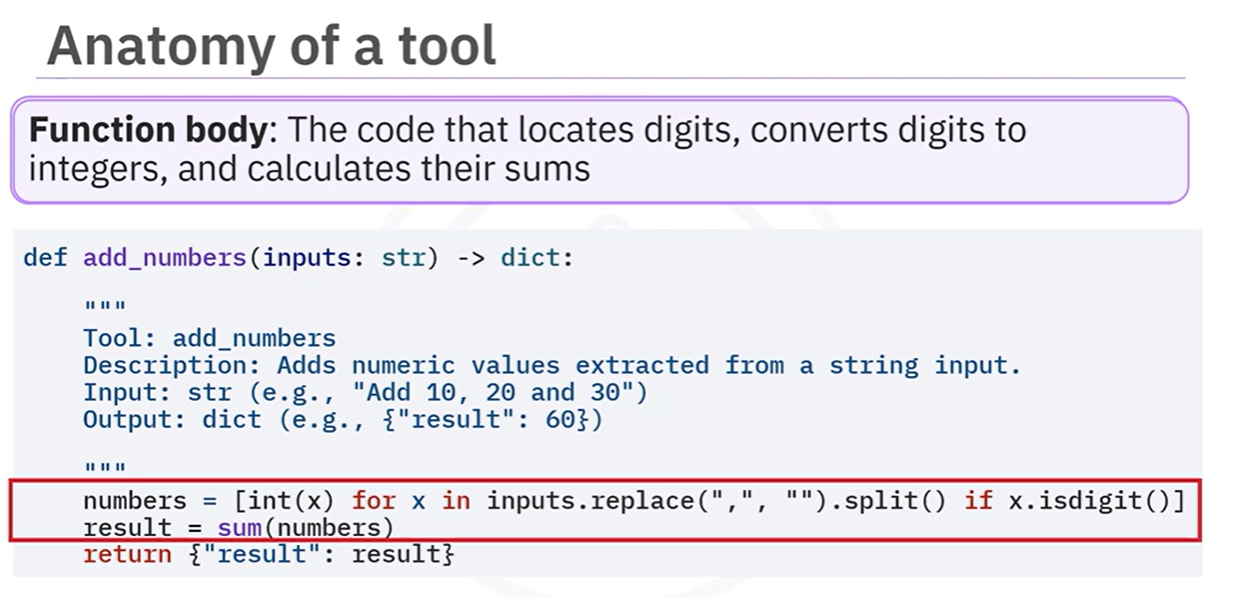 Anatomy of a tool
Function body: The code that locates digits, converts digits to
integers, and calculates their sums
def add_numbers(inputs: str) -> dict:
"""
Tool: add_numbers
Description: Adds numeric values extracted from a string input.
Input: str (e.g., "Add 10, 20 and 30")
Output: dict (e.g., {"result": 60})
"""
numbers = [int(x) for x in inputs.replace(",", "").split() if x.isdigit()]
result = sum(numbers)
return {"result": result}